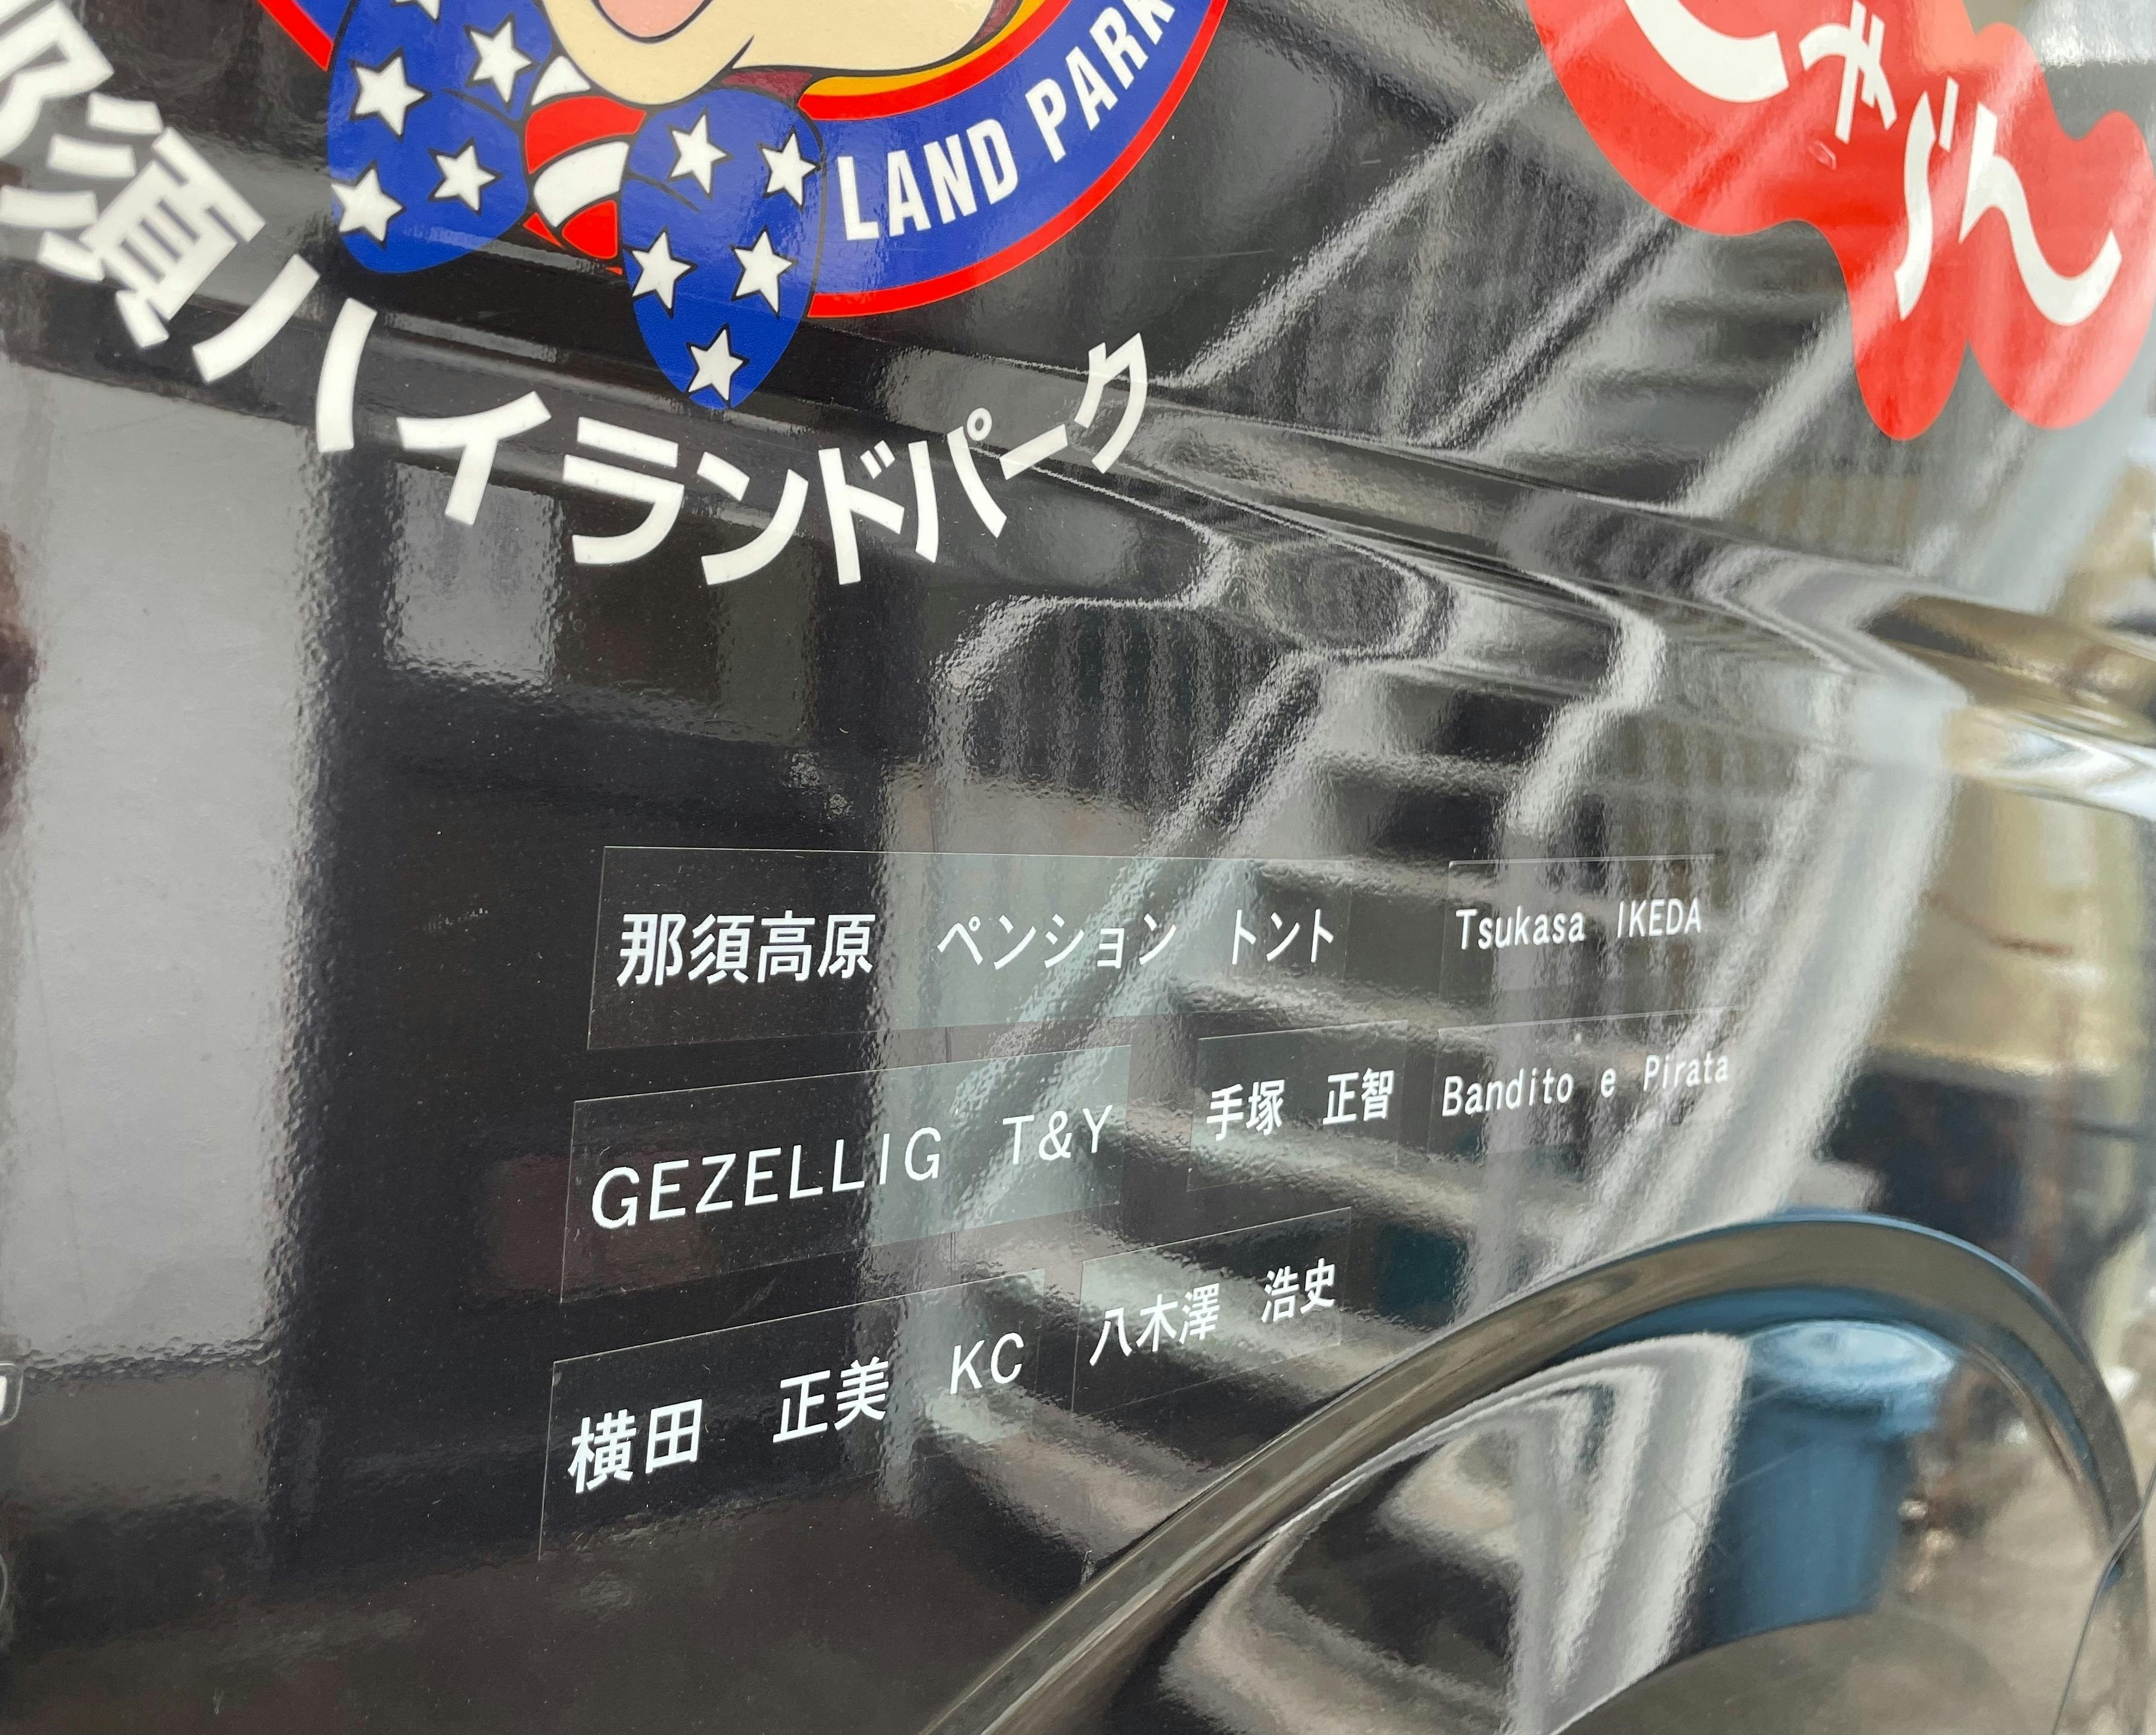 LAND PARK
那須ハイランドパーク
那須高原　ペンション　トント
Tsukasa IKEDA
GEZELLIG T&Y
手塚　正智
Bandito e Pirata
横田　正美　KC
八木澤　浩史